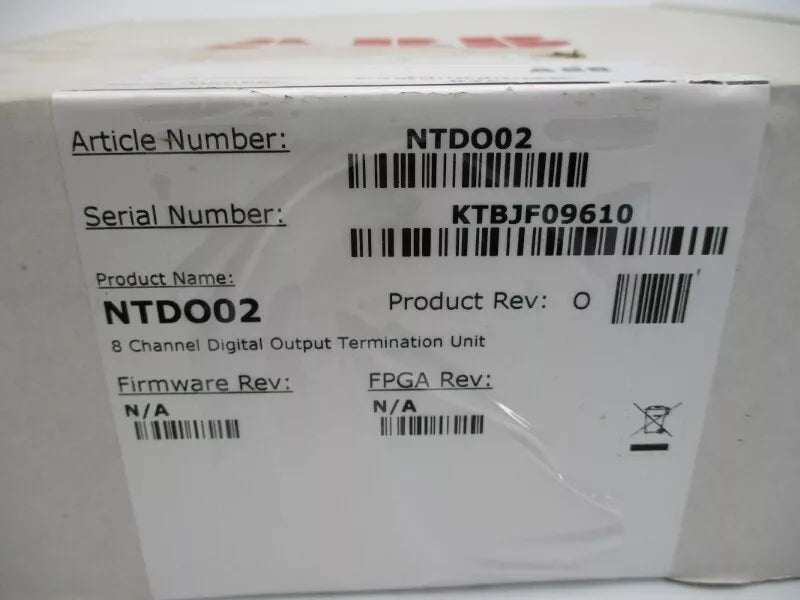 ABB
Article Number: NTDO02
Serial Number: KTBJF09610
Product Name:
NTDO02
Product Rev: O
8 Channel Digital Output Termination Unit
Firmware Rev: FPGA Rev:
N/A N/A